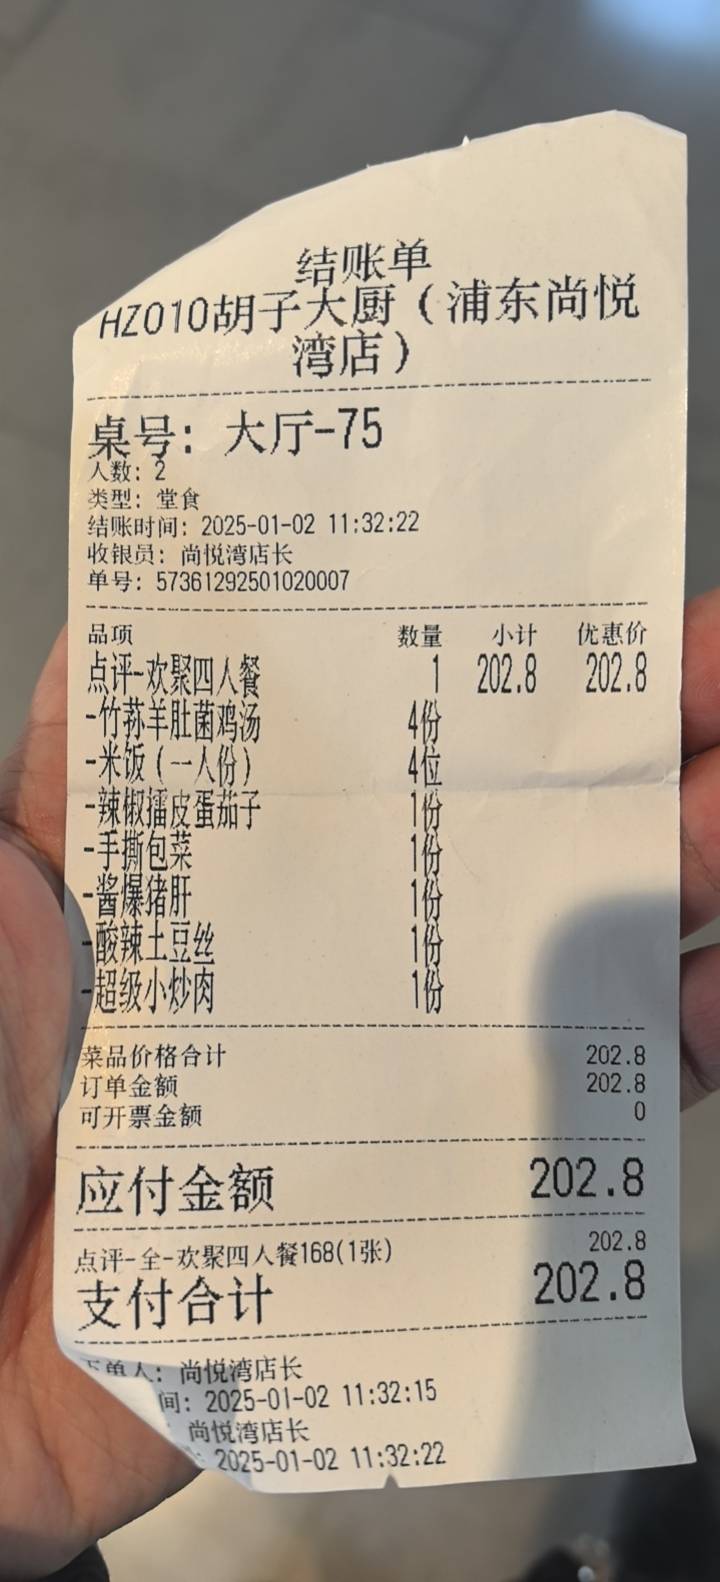 结账单
HZ010胡子大厨（浦东尚悦
湾店）
桌号: 大厅-75
人数: 2
类型: 堂食
结账时间: 2025-01-02 11:32:22
收银员: 尚悦湾店长
单号: 57361292501020007
品项 数量 小计 优惠价
点评-欢聚四人餐 1 202.8 202.8
-竹荪羊肚菌鸡汤 4份
-米饭（一人份） 4位
-辣椒擂皮蛋茄子 1份
-手撕包菜 1份
-酱爆猪肝 1份
-酸辣土豆丝 1份
-超级小炒肉 1份
菜品价格合计 202.8
订单金额 202.8
可开票金额 0
应付金额 202.8
点评-全-欢聚四人餐168(1张) 202.8
支付合计 202.8
下单人: 尚悦湾店长
间: 2025-01-02 11:32:15
尚悦湾店长
2025-01-02 11:32:22